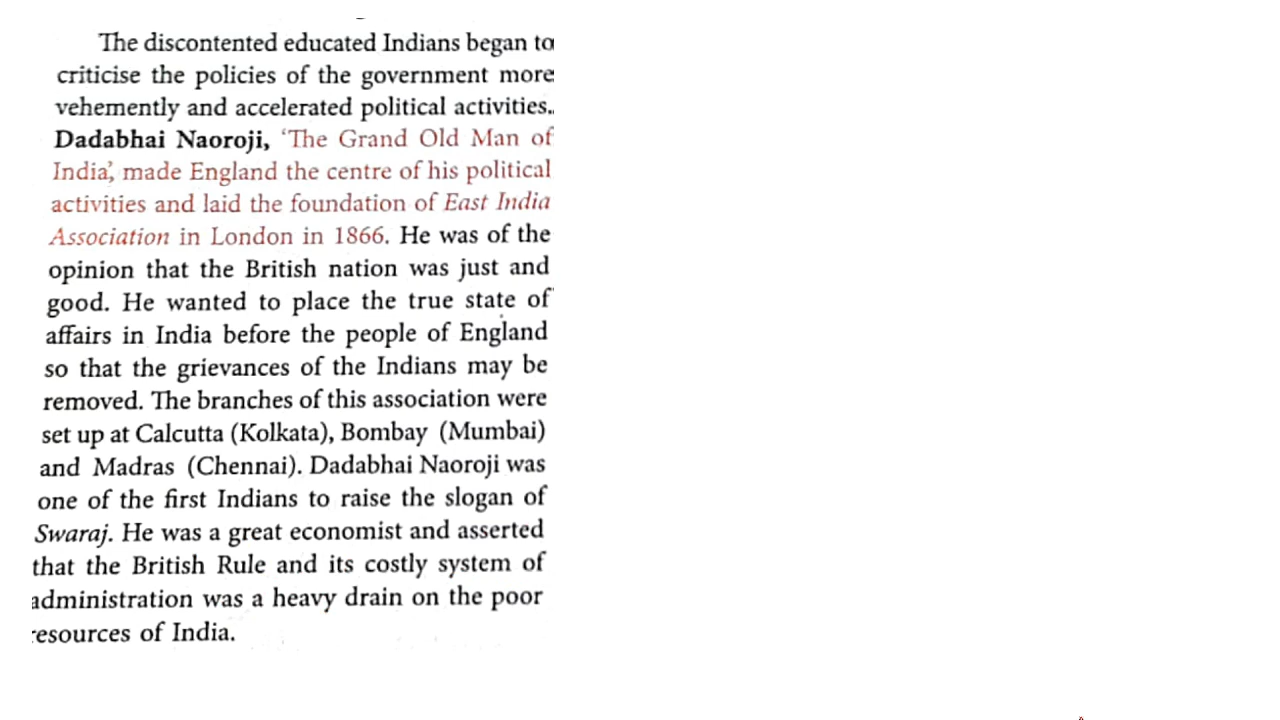 The discontented educated Indians began to
criticise the policies of the government more
vehemently and accelerated political activities..
Dadabhai Naoroji, ‘The Grand Old Man of
India’, made England the centre of his political
activities and laid the foundation of East India
Association in London in 1866. He was of the
opinion that the British nation was just and
good. He wanted to place the true state of
affairs in India before the people of England
so that the grievances of the Indians may be
removed. The branches of this association were
set up at Calcutta (Kolkata), Bombay (Mumbai)
and Madras (Chennai). Dadabhai Naoroji was
one of the first Indians to raise the slogan of
Swaraj. He was a great economist and asserted
that the British Rule and its costly system of
administration was a heavy drain on the poor
resources of India.